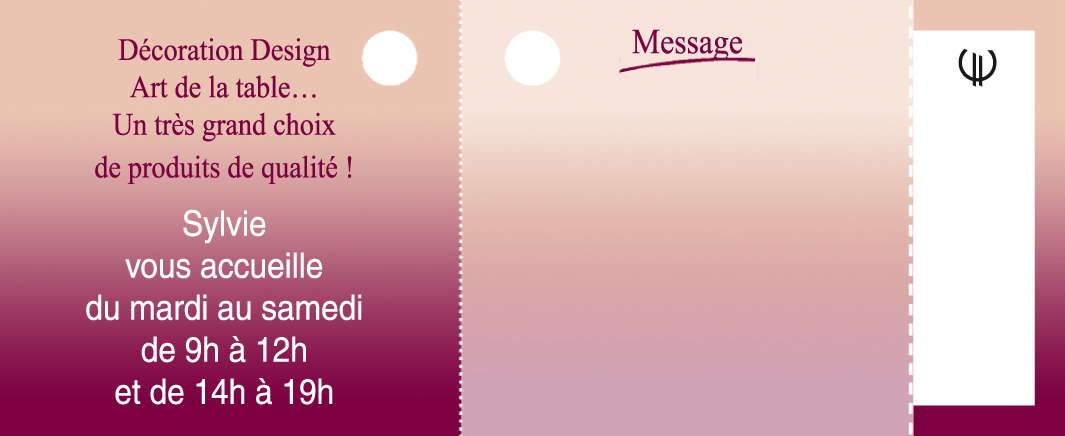 Décoration Design
Art de la table…
Un très grand choix
de produits de qualité !
Sylvie
vous accueille
du mardi au samedi
de 9h à 12h
et de 14h à 19h
Message